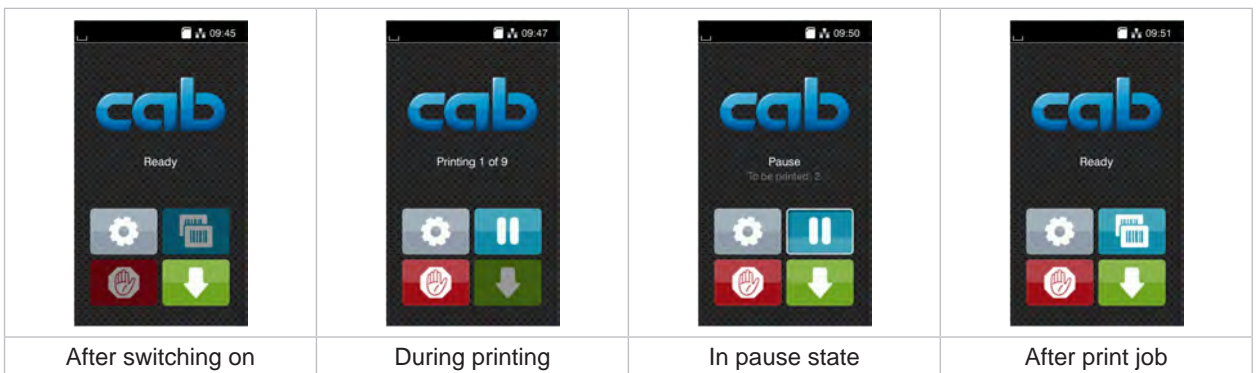 09:45
cab
Ready
After switching on
09:47
cab
Printing 1 of 9
During printing
09:50
cab
Pause
To be printed: 2
In pause state
09:51
cab
Ready
After print job